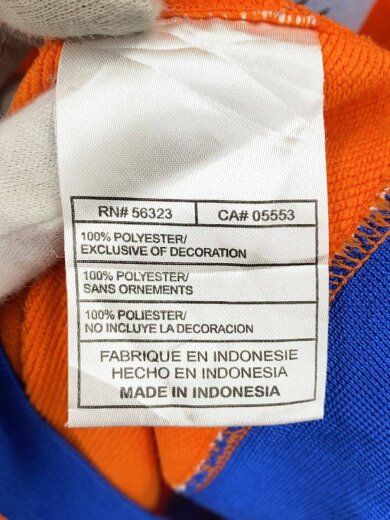 RN# 56323 CA# 05553
100% POLYESTER/
EXCLUSIVE OF DECORATION
100% POLYESTER/
SANS ORNEMENTS
100% POLIESTER/
NO INCLUYE LA DECORACION
FABRIQUE EN INDONESIE
HECHO EN INDONESIA
MADE IN INDONESIA